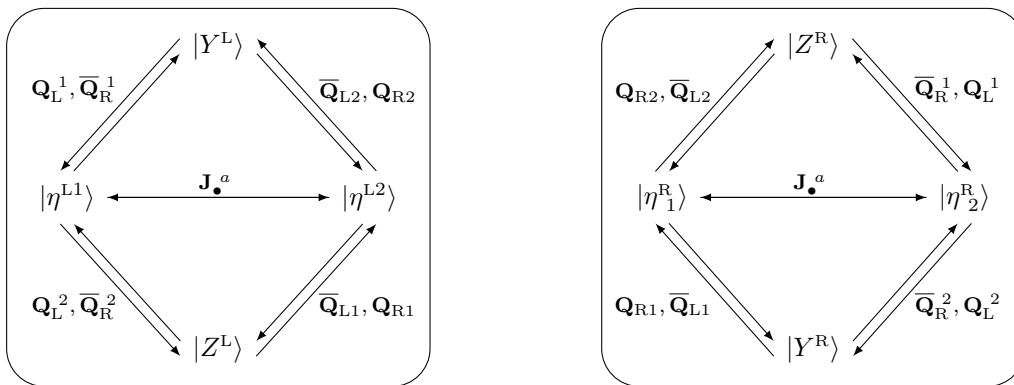 |Y^L⟩ |Z^R⟩
Q_L^1, Q̅_R^1 Q̅_L2, Q_R2 Q_R2, Q̅_L2 Q̅_R^1, Q_L^1
J_•^a J_•^a
|η^L1⟩ |η^L2⟩ |η^R_1⟩ |η^R_2⟩
Q_L^2, Q̅_R^2 Q̅_L1, Q_R1 Q_R1, Q̅_L1 Q̅_R^2, Q_L^2
|Z^L⟩ |Y^R⟩